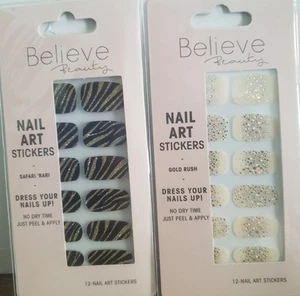 Believe
Beauty
NAIL
ART
STICKERS
SAFARI 'RARI
DRESS YOUR
NAILS UP!
NO DRY TIME
JUST PEEL & APPLY
12-NAIL ART STICKERS
Believe
Beauty
NAIL
ART
STICKERS
GOLD RUSH
DRESS YOUR
NAILS UP!
NO DRY TIME
JUST PEEL & APPLY
12-NAIL ART STICKERS